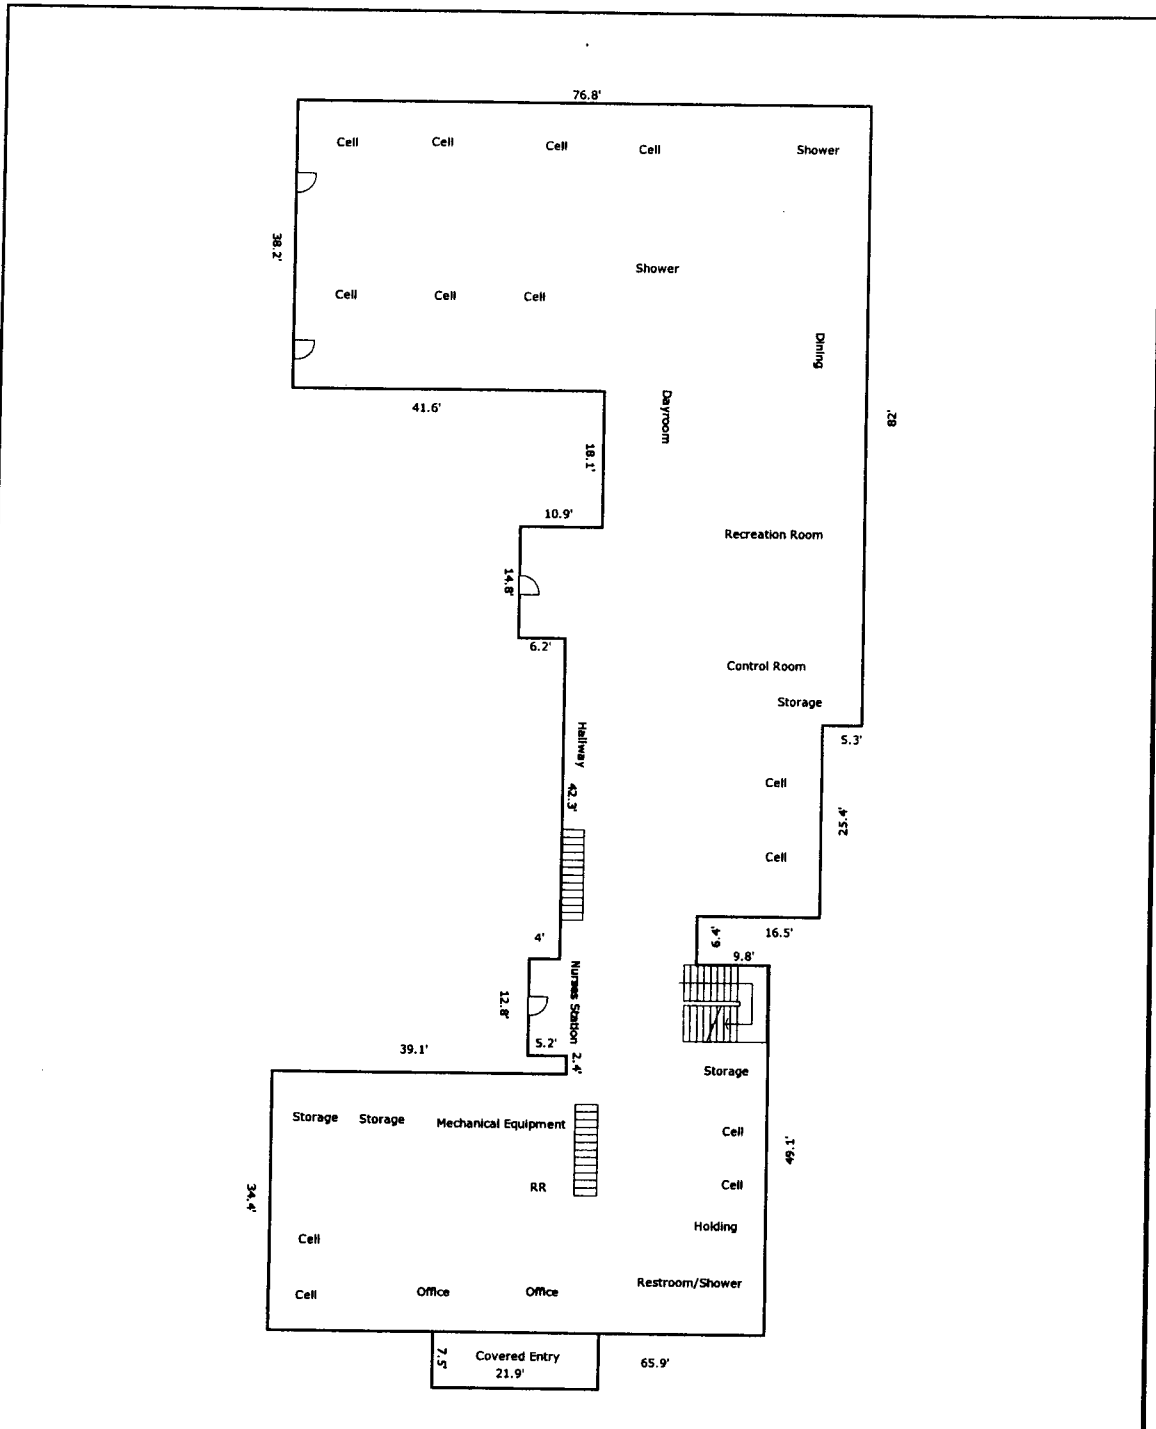 76.8'
Cell
Cell
Cell
Cell
Shower
38.2'
Shower
Cell
Cell
Cell
Dining
41.6'
Dayroom
82'
18.1'
10.9'
Recreation Room
14.8'
6.2'
Control Room
Storage
Hallway
5.3'
Cell
42.3'
25.4'
Cell
4'
6.4'
16.5'
9.8'
Nurses Station
12.8'
5.2'
2.4'
39.1'
Storage
Storage
Storage
Mechanical Equipment
Cell
49.1'
34.4'
RR
Cell
Holding
Cell
Restroom/Shower
Cell
Office
Office
7.5'
Covered Entry
21.9'
65.9'